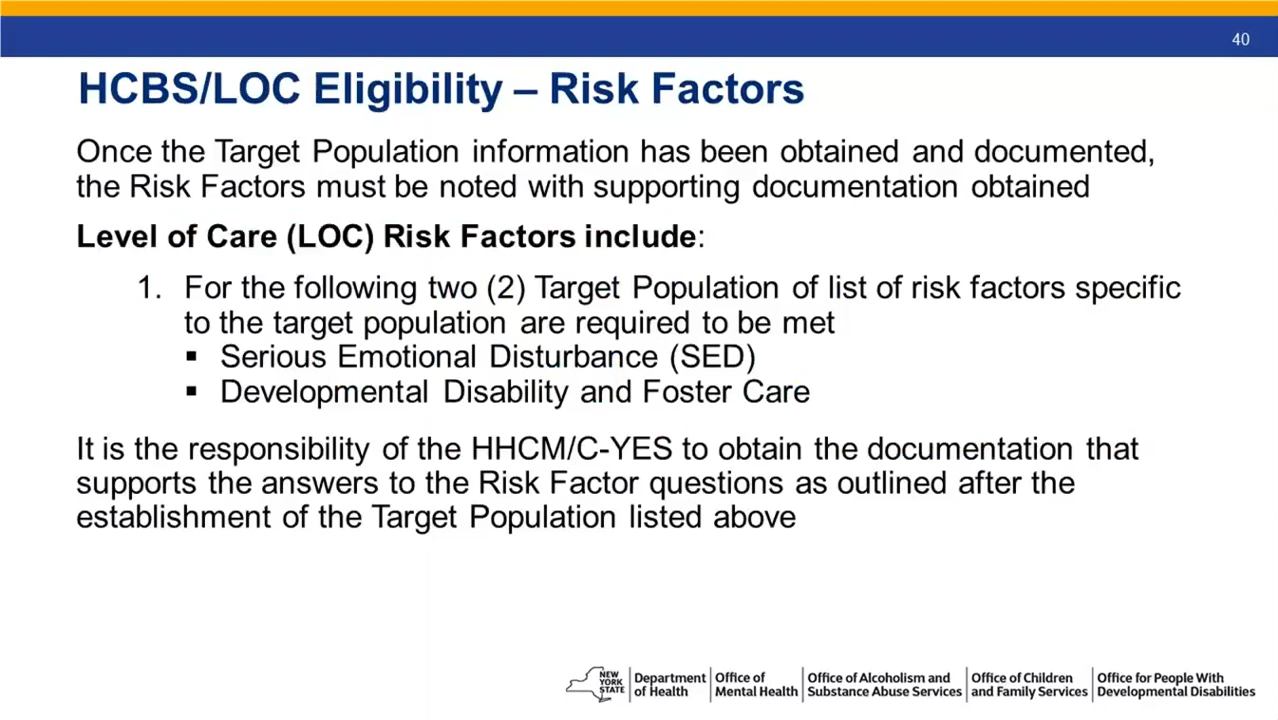 40
HCBS/LOC Eligibility – Risk Factors
Once the Target Population information has been obtained and documented,
the Risk Factors must be noted with supporting documentation obtained
Level of Care (LOC) Risk Factors include:
1. For the following two (2) Target Population of list of risk factors specific
to the target population are required to be met
▪ Serious Emotional Disturbance (SED)
▪ Developmental Disability and Foster Care
It is the responsibility of the HHCM/C-YES to obtain the documentation that
supports the answers to the Risk Factor questions as outlined after the
establishment of the Target Population listed above
NEW
YORK
STATE
Department
of Health
Office of
Mental Health
Office of Alcoholism and
Substance Abuse Services
Office of Children
and Family Services
Office for People With
Developmental Disabilities